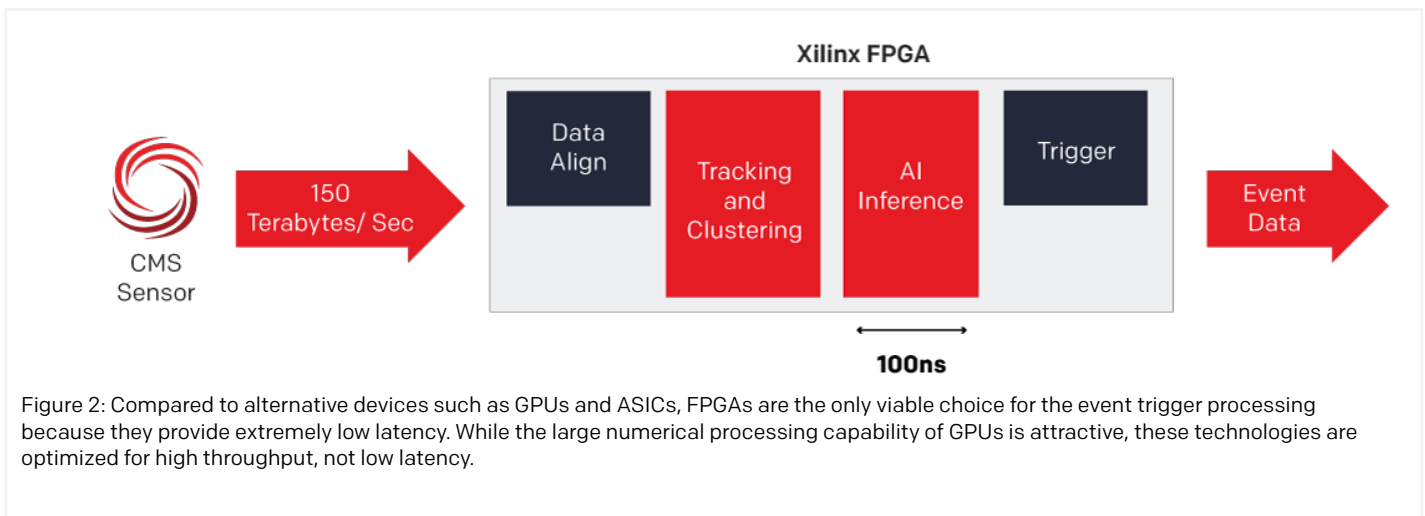 Xilinx FPGA
CMS
Sensor
150
Terabytes/ Sec
Data
Align
Tracking
and
Clustering
AI
Inference
Trigger
Event
Data
100ns
Figure 2: Compared to alternative devices such as GPUs and ASICs, FPGAs are the only viable choice for the event trigger processing
because they provide extremely low latency. While the large numerical processing capability of GPUs is attractive, these technologies are
optimized for high throughput, not low latency.